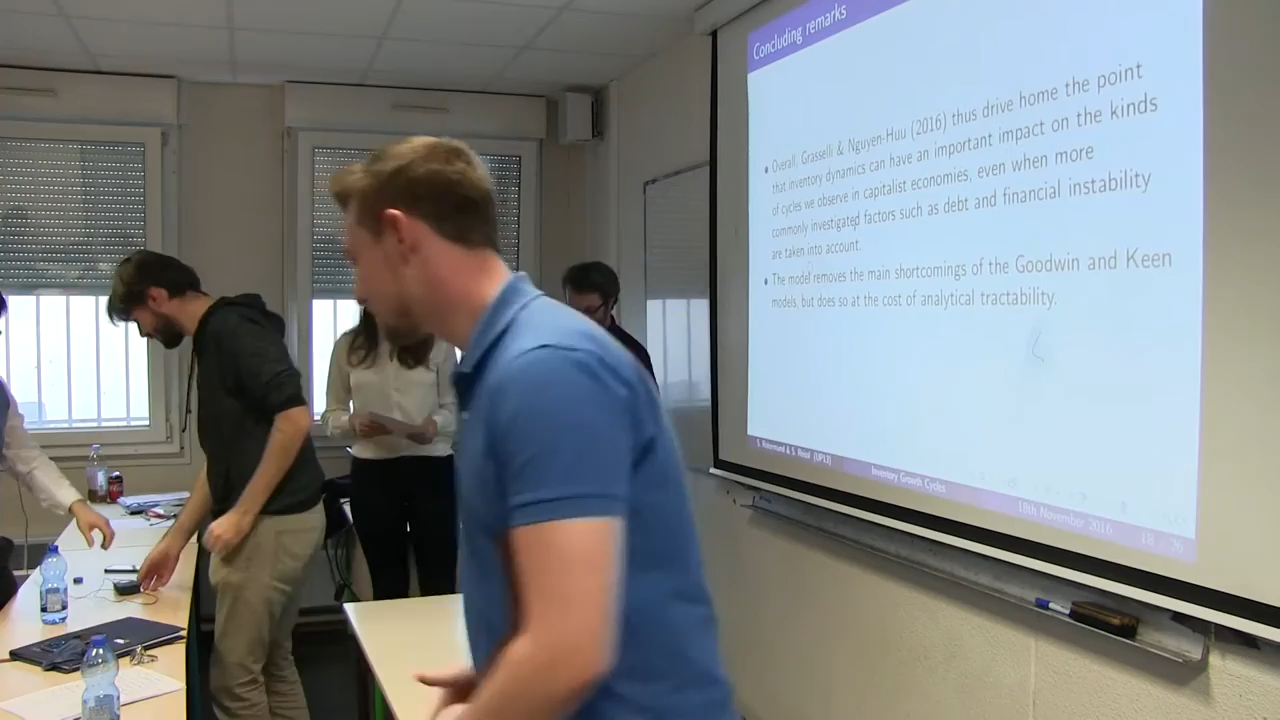 Concluding remarks
Overall, Grasselli & Nguyen-Huu (2016) thus drive home the point
that inventory dynamics can have an important impact on the kinds
of cycles we observe in capitalist economies, even when more
commonly investigated factors such as debt and financial instability
are taken into account.
The model removes the main shortcomings of the Goodwin and Keen
models, but does so at the cost of analytical tractability.
(UP13)
Inventory Growth Cycles
18th November 2016
18